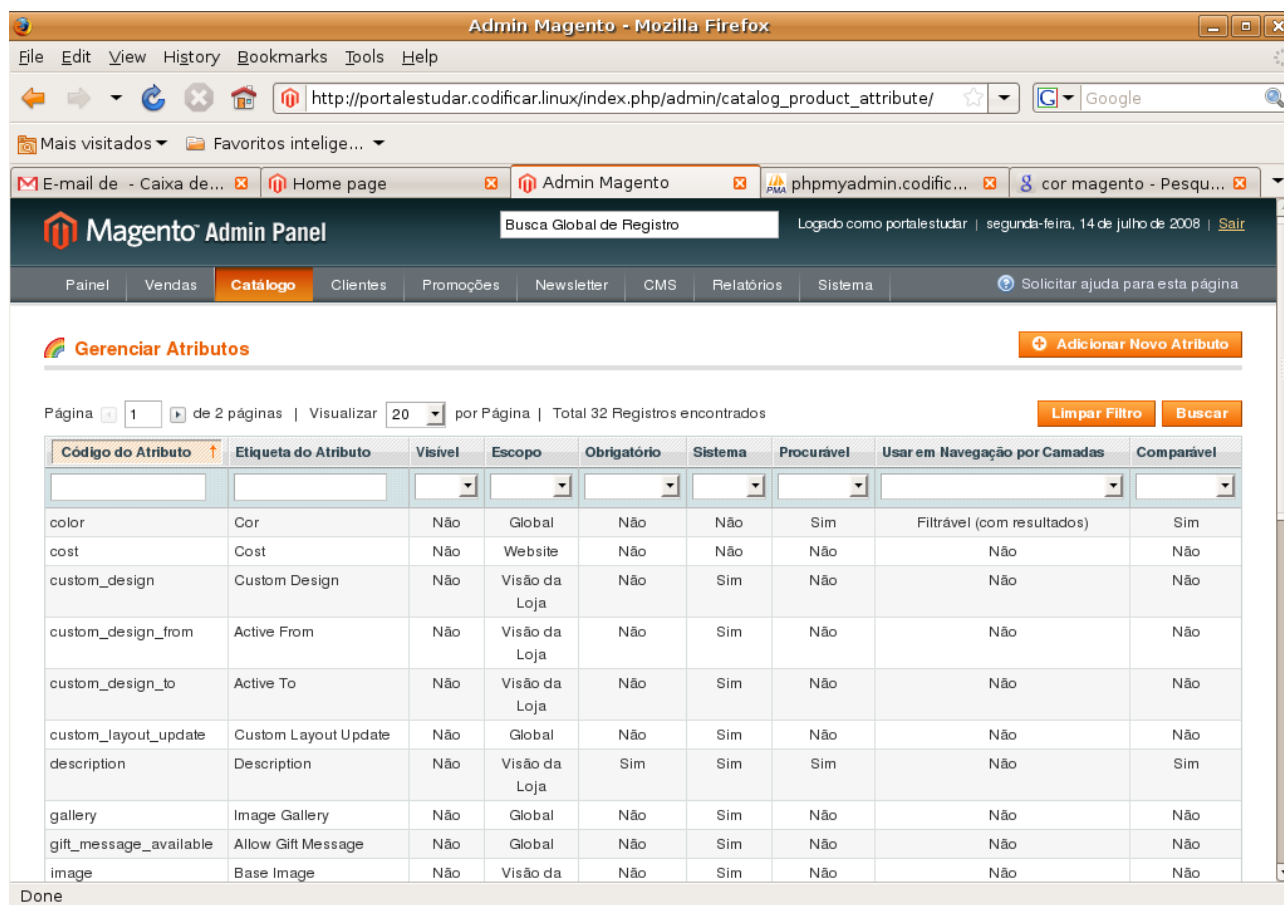 Admin Magento - Mozilla Firefox
File Edit View History Bookmarks Tools Help
http://portalestudar.codificar.linux/index.php/admin/catalog_product_attribute/ G Google
Mais visitados Favoritos intelige...
E-mail de - Caixa de... Home page Admin Magento PMA phpmyadmin.codific... g cor magento - Pesqu...
Magento Admin Panel Busca Global de Registro Logado como portalestudar | segunda-feira, 14 de julho de 2008 | Sair
Painel Vendas Catálogo Clientes Promoções Newsletter CMS Relatórios Sistema Solicitar ajuda para esta página
Gerenciar Atributos Adicionar Novo Atributo
Página 1 de 2 páginas | Visualizar 20 por Página | Total 32 Registros encontrados Limpar Filtro Buscar
Código do Atributo Etiqueta do Atributo Visível Escopo Obrigatório Sistema Procurável Usar em Navegação por Camadas Comparável
color Cor Não Global Não Não Sim Filtrável (com resultados) Sim
cost Cost Não Website Não Não Não Não Não
custom_design Custom Design Não Visão da Loja Não Sim Não Não Não
custom_design_from Active From Não Visão da Loja Não Sim Não Não Não
custom_design_to Active To Não Visão da Loja Não Sim Não Não Não
custom_layout_update Custom Layout Update Não Global Não Sim Não Não Não
description Description Não Visão da Loja Sim Sim Sim Não Sim
gallery Image Gallery Não Global Não Sim Não Não Não
gift_message_available Allow Gift Message Não Global Não Sim Não Não Não
image Base Image Não Visão da Não Sim Não Não Não
Done